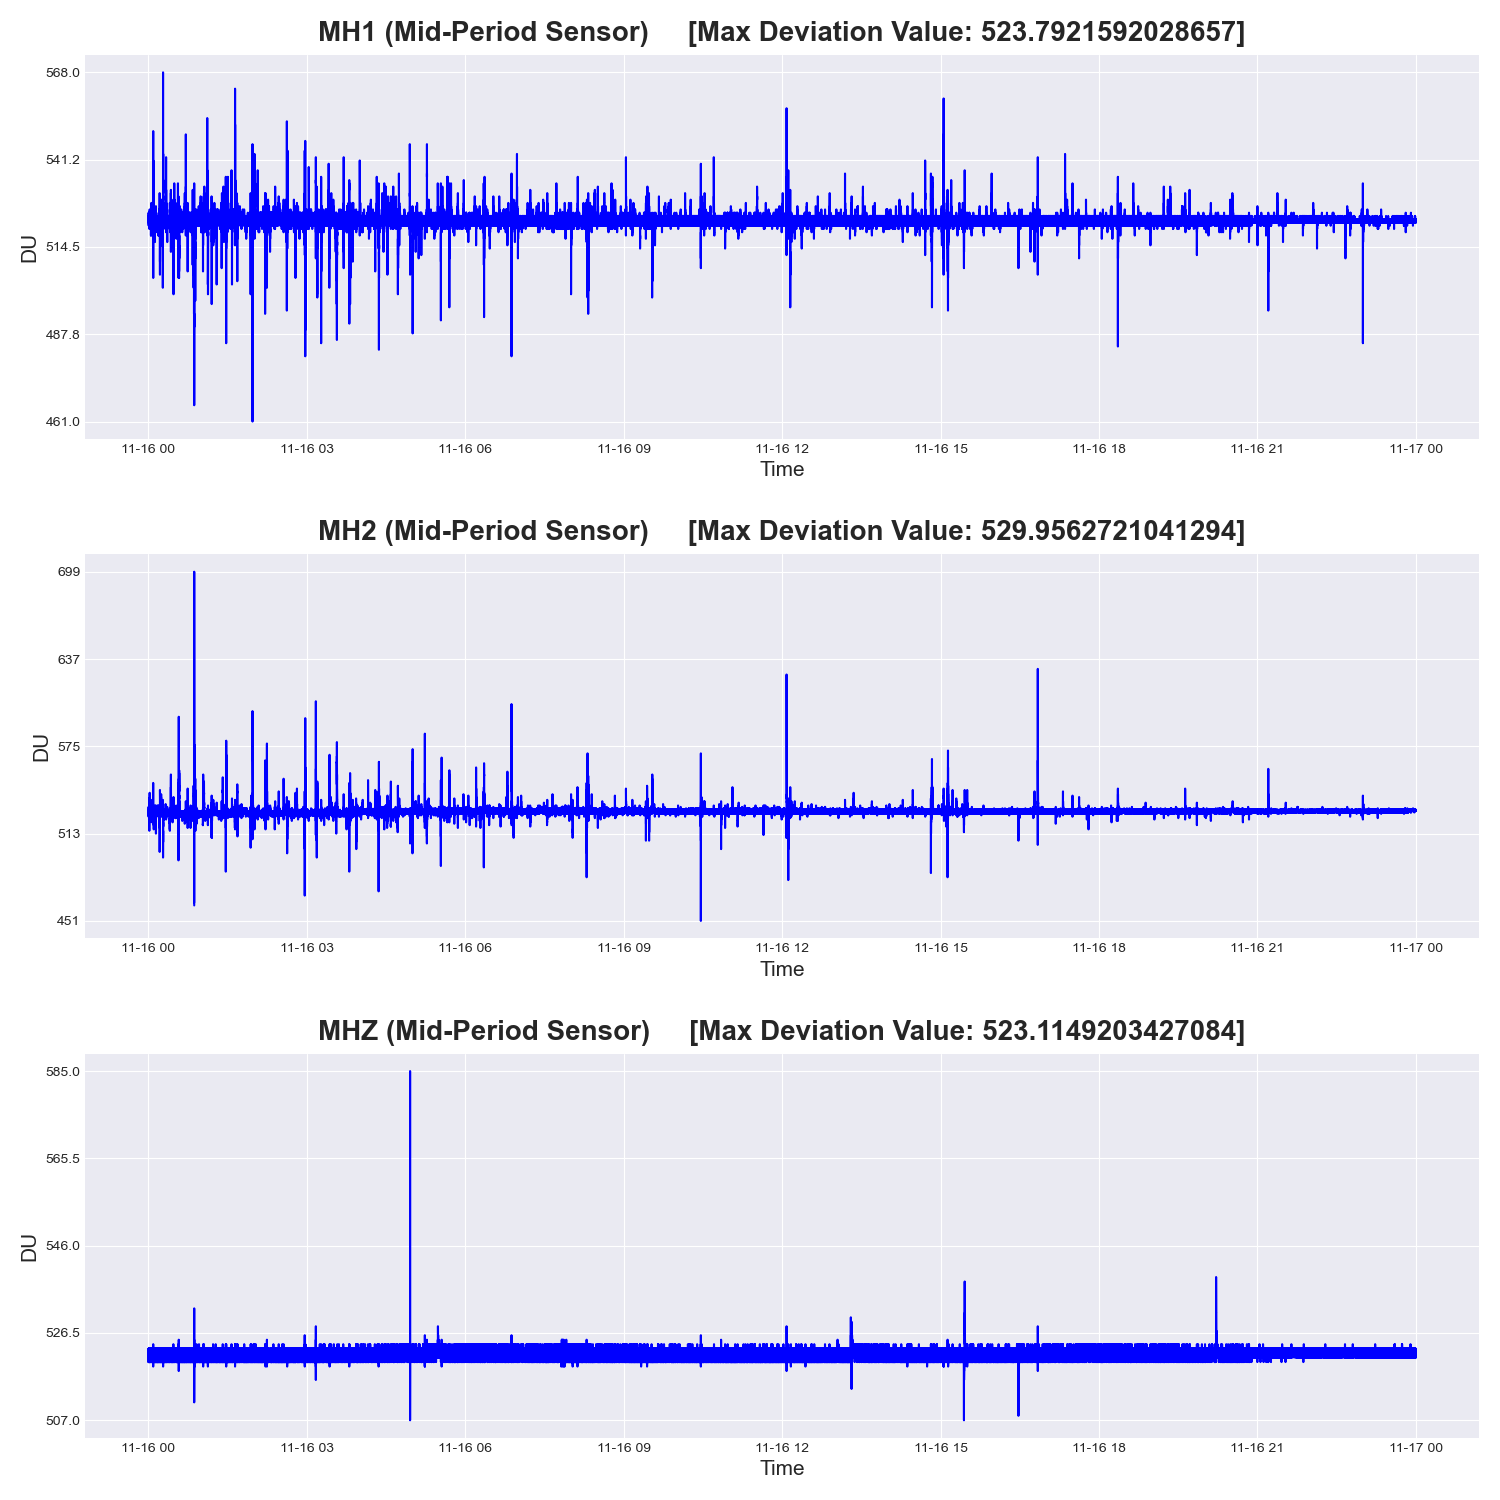 MH1 (Mid-Period Sensor) [Max Deviation Value: 523.7921592028657]
568.0
541.2
514.5
487.8
461.0
DU
11-16 00 11-16 03 11-16 06 11-16 09 11-16 12 11-16 15 11-16 18 11-16 21 11-17 00
Time
MH2 (Mid-Period Sensor) [Max Deviation Value: 529.9562721041294]
699
637
575
513
451
DU
11-16 00 11-16 03 11-16 06 11-16 09 11-16 12 11-16 15 11-16 18 11-16 21 11-17 00
Time
MHZ (Mid-Period Sensor) [Max Deviation Value: 523.1149203427084]
585.0
565.5
546.0
526.5
507.0
DU
11-16 00 11-16 03 11-16 06 11-16 09 11-16 12 11-16 15 11-16 18 11-16 21 11-17 00
Time